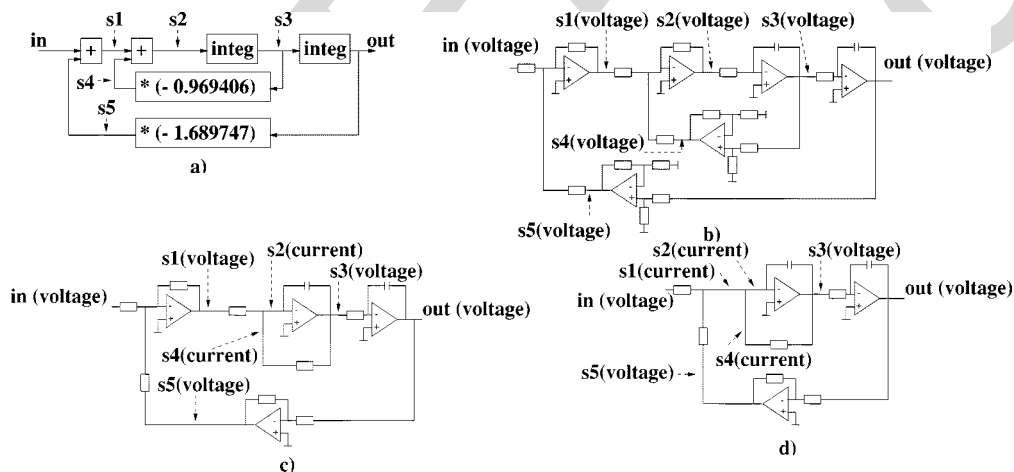 s1
s2
s3
in
+
+
integ
integ
out
s4
* (- 0.969406)
s5
* (- 1.689747)
a)
s1(voltage)
s2(voltage)
s3(voltage)
in (voltage)
out (voltage)
-
+
-
+
-
+
-
+
s4(voltage)
-
+
-
+
s5(voltage)
b)
s2(current)
s1(voltage)
s3(voltage)
in (voltage)
out (voltage)
-
+
-
+
-
+
s4(current)
s5(voltage)
-
+
c)
s2(current)
s1(current)
s3(voltage)
in (voltage)
out (voltage)
-
+
-
+
s4(current)
s5(voltage)
-
+
d)